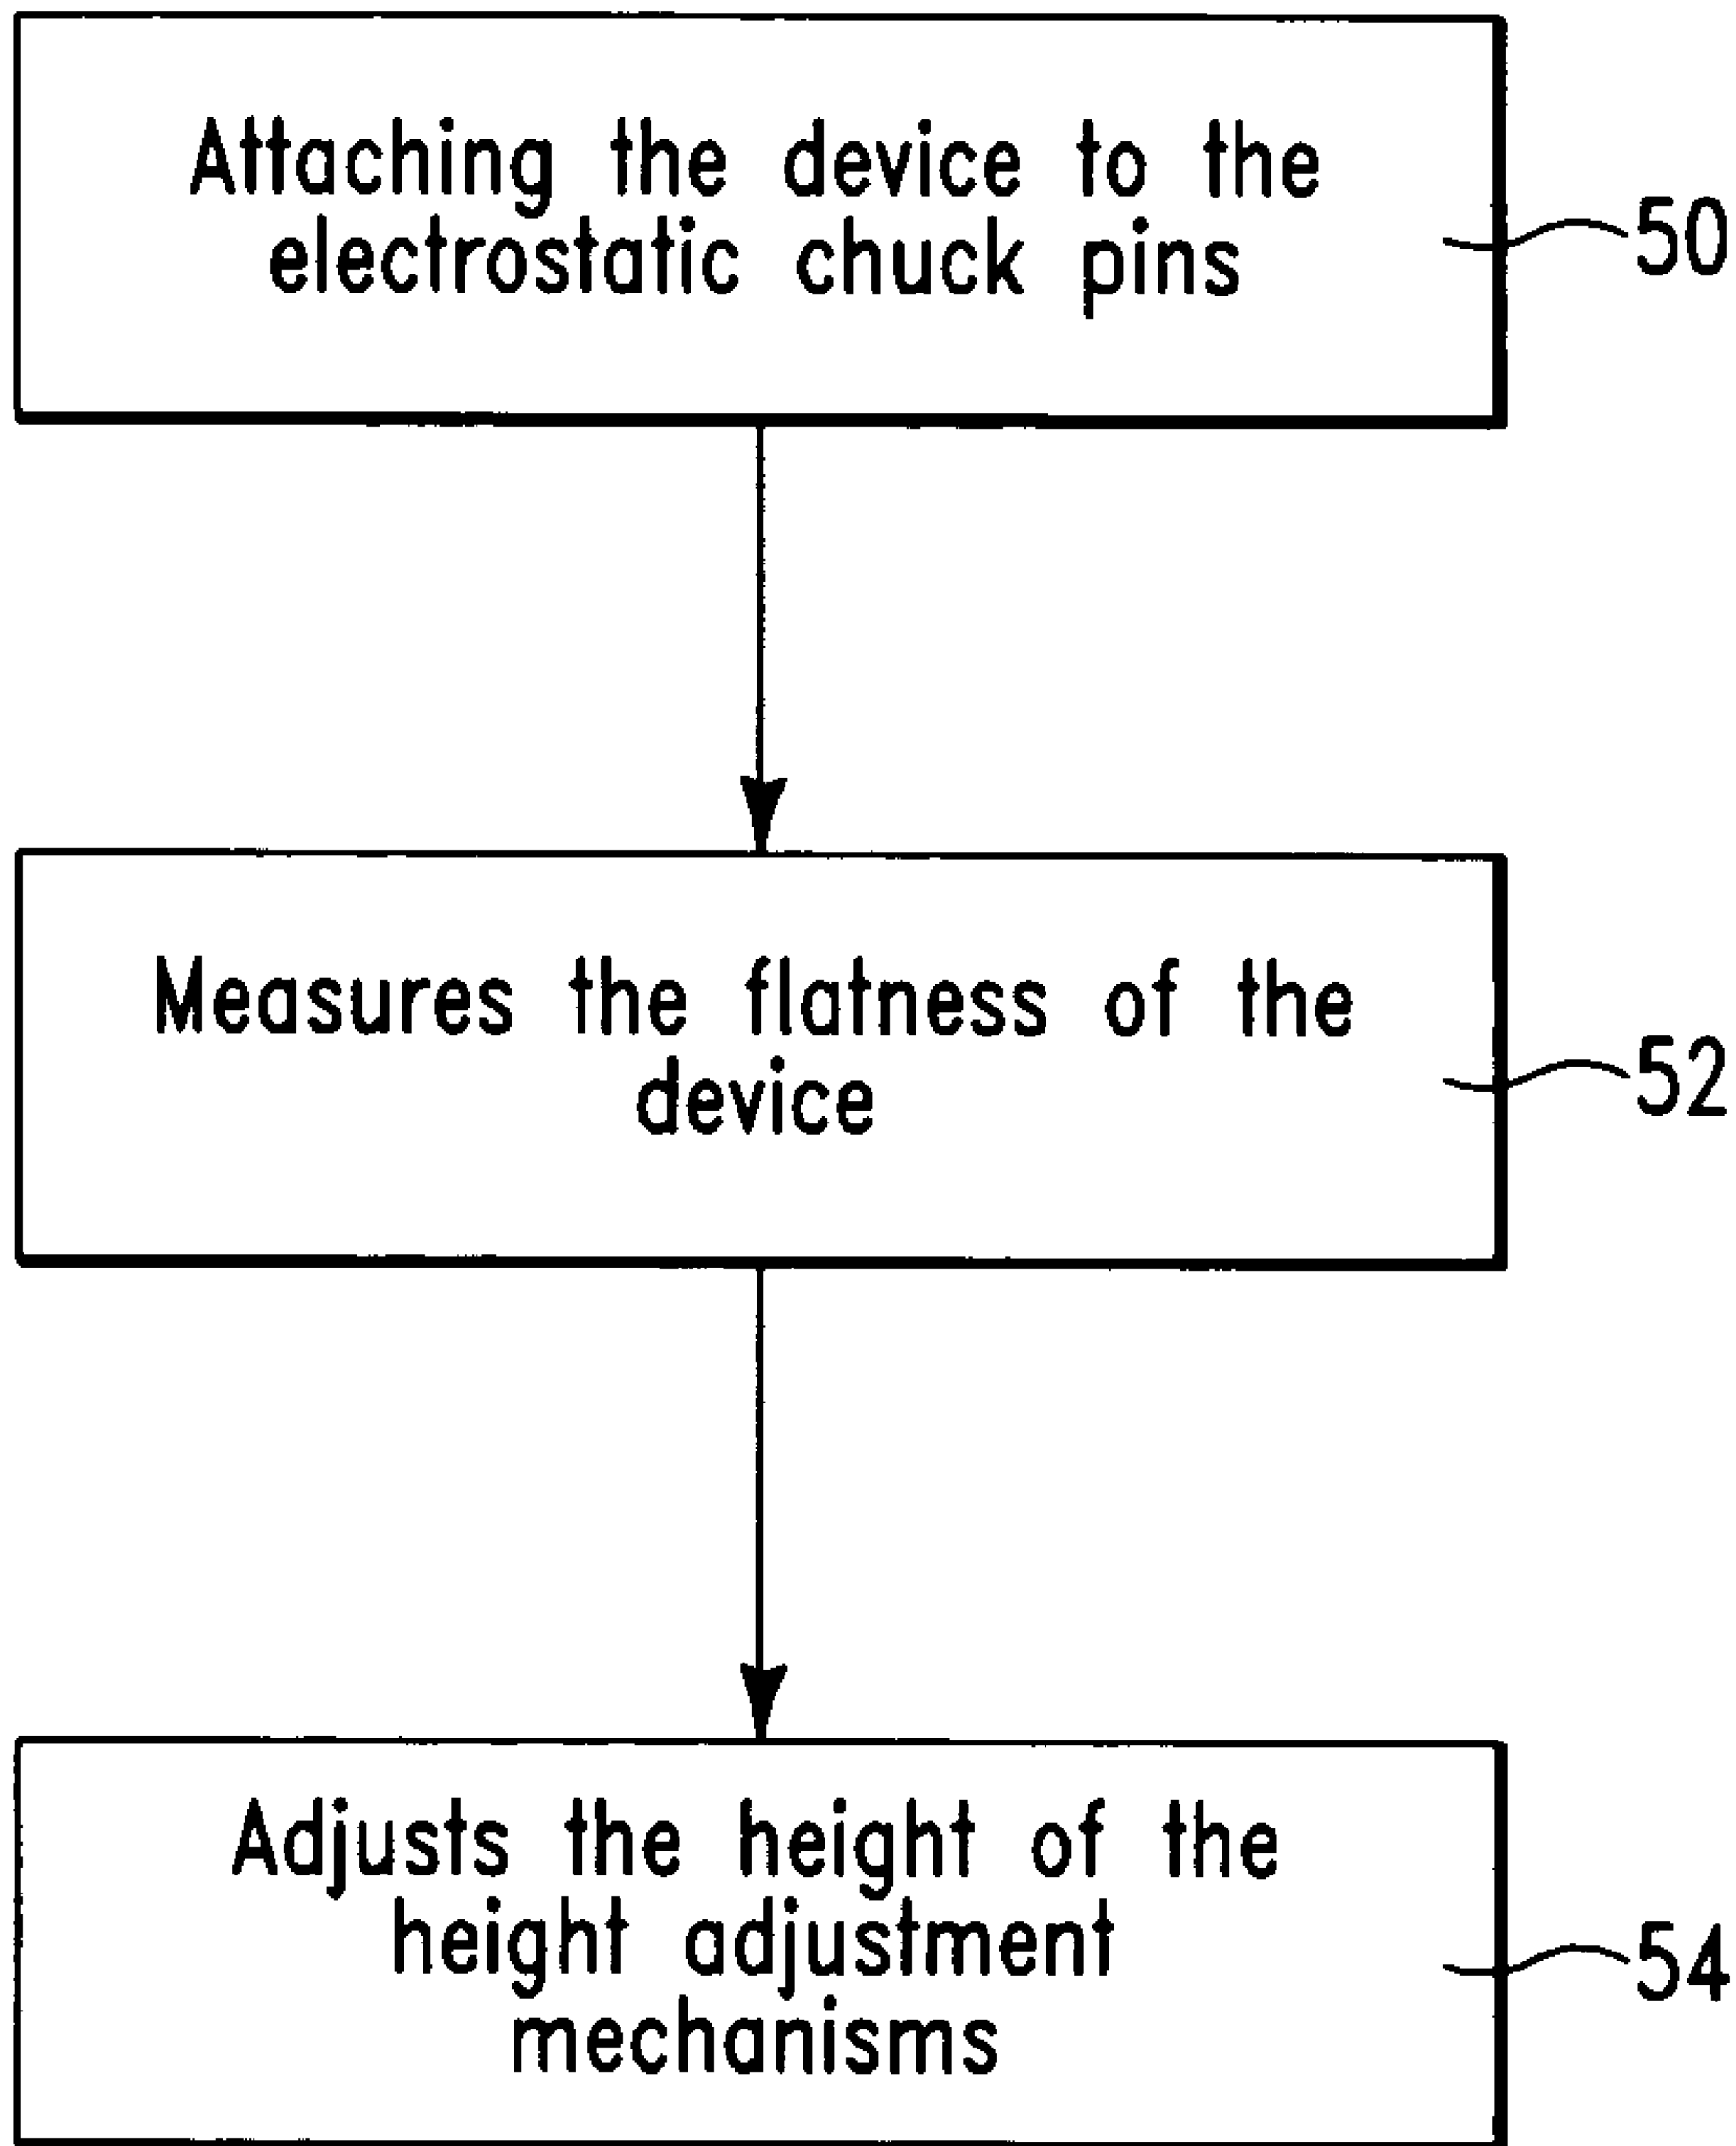 Attaching the device to the
electrostatic chuck pins
50
Measures the flatness of the
device
52
Adjusts the height of the
height adjustment
mechanisms
54